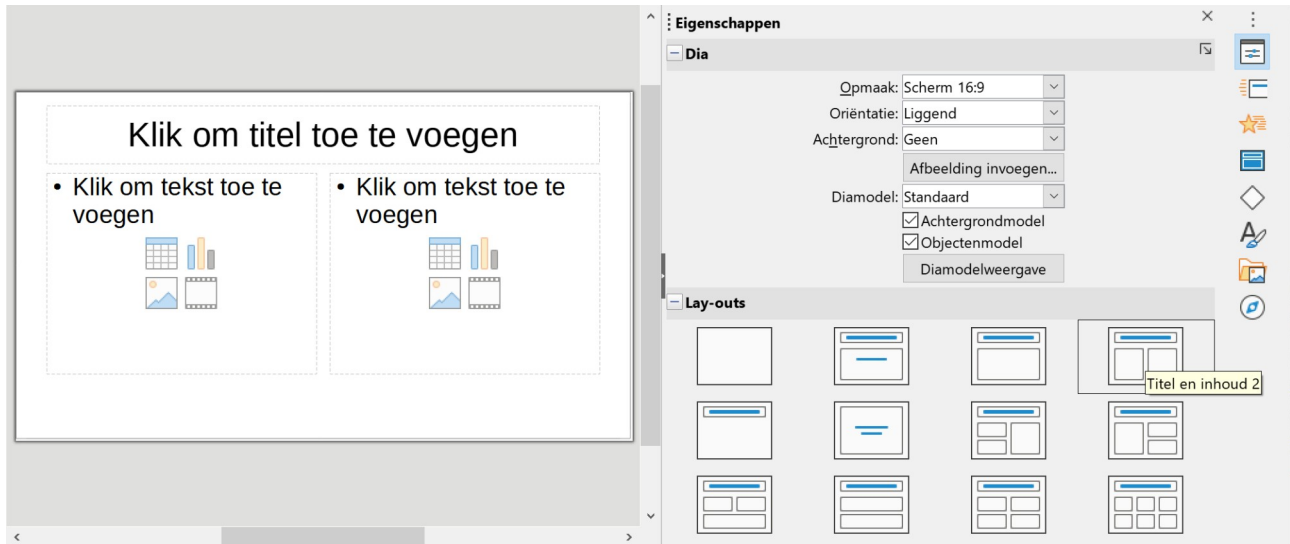 Klik om titel toe te voegen
• Klik om tekst toe te
voegen
• Klik om tekst toe te
voegen
Eigenschappen
Dia
Opmaak: Scherm 16:9
Oriëntatie: Liggend
Achtergrond: Geen
Afbeelding invoegen...
Diamodel: Standaard
Achtergrondmodel
Objectenmodel
Diamodelweergave
Lay-outs
Titel en inhoud 2